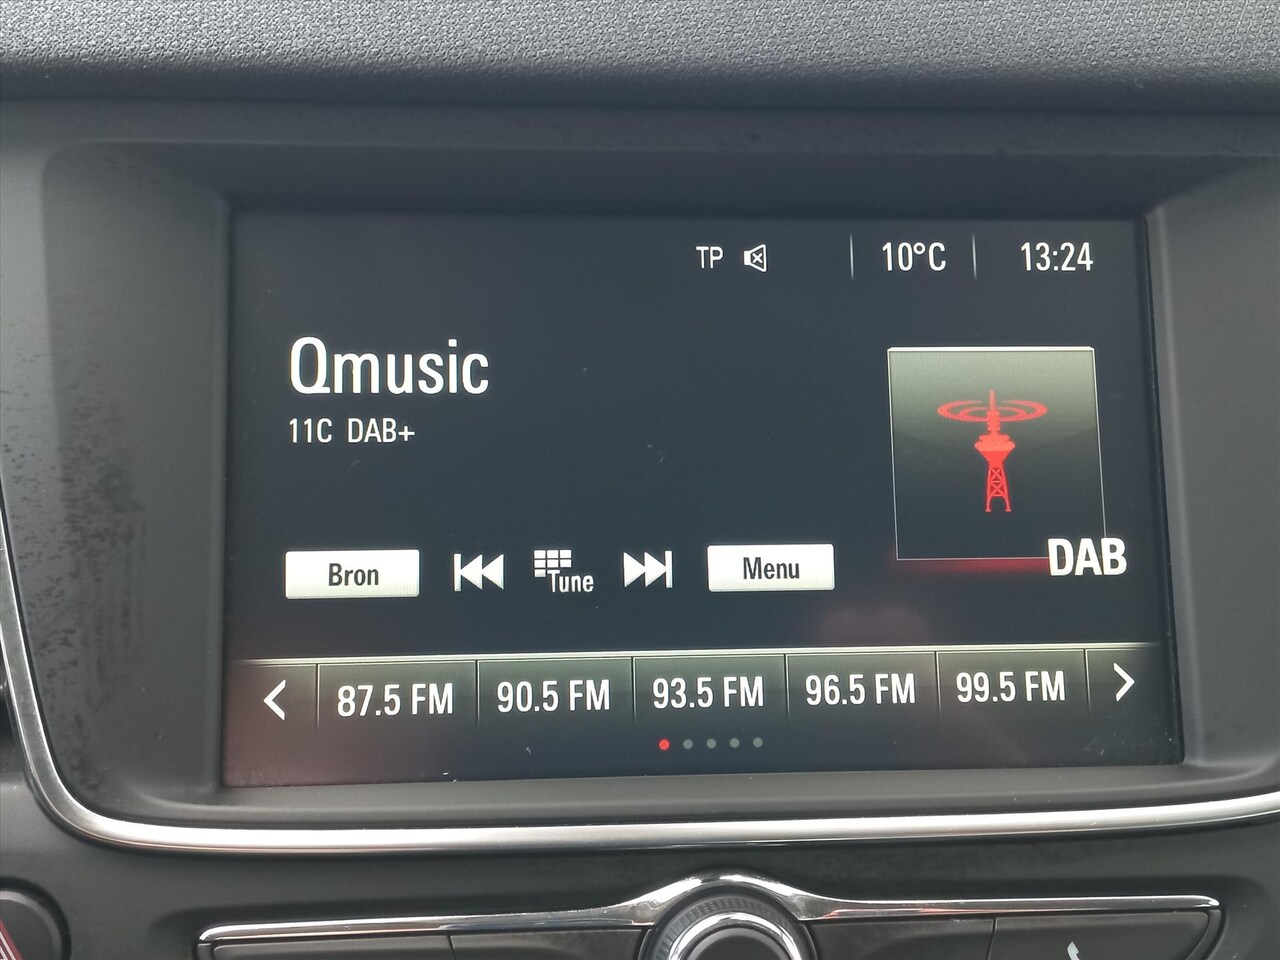 TP 10°C 13:24
Qmusic
11C DAB+
DAB
Bron Tune Menu
87.5 FM 90.5 FM 93.5 FM 96.5 FM 99.5 FM